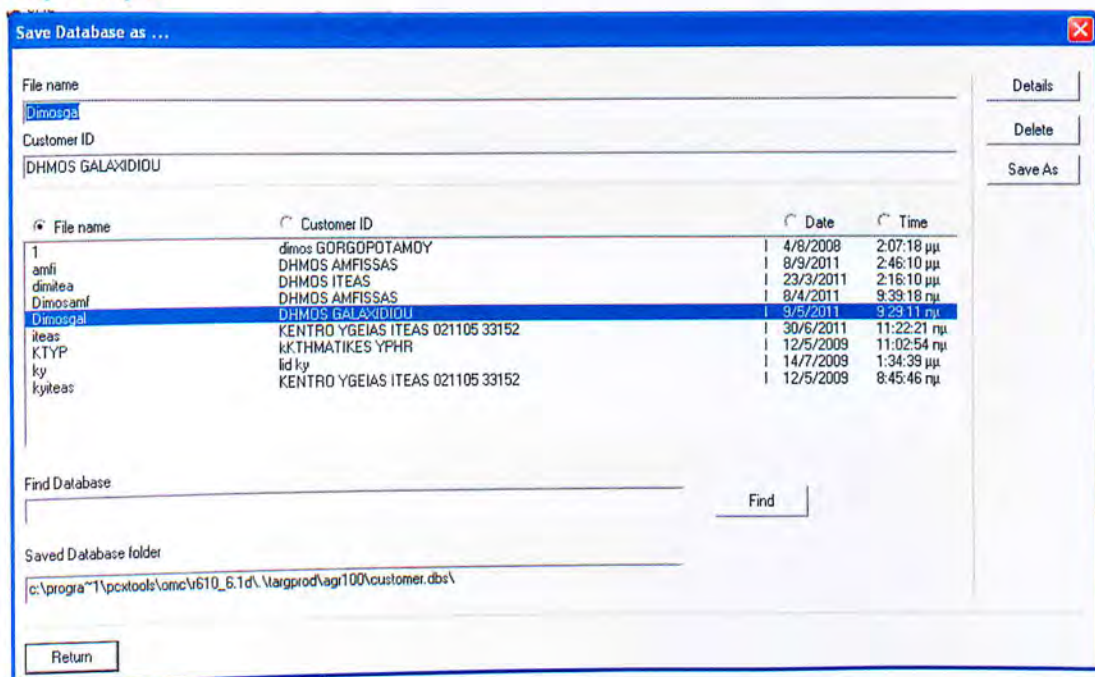 Save Database as ...
File name
Details
Dimosgal
Delete
Customer ID
DHMOS GALAXIDIOU
Save As
File name Customer ID Date Time
1 dimos GORGOPOTAMOY | 4/8/2008 2:07:18 μμ
amfi DHMOS AMFISSAS | 8/9/2011 2:46:10 μμ
dimitea DHMOS ITEAS | 23/3/2011 2:16:10 μμ
Dimosamf DHMOS AMFISSAS | 8/4/2011 9:39:18 πμ
Dimosgal DHMOS GALAXIDIOU | 9/5/2011 9:29:11 πμ
iteas KENTRO YGEIAS ITEAS 021105 33152 | 30/6/2011 11:22:21 πμ
KTYP kKTHMATIKES YPHR | 12/5/2009 11:02:54 πμ
ky lid ky | 14/7/2009 1:34:39 μμ
kyiteas KENTRO YGEIAS ITEAS 021105 33152 | 12/5/2009 8:45:46 πμ
Find Database
Find
Saved Database folder
c:\progra~1\pcxtools\omc\r610_6.1d\.\targprod\agr100\customer.dbs\
Return